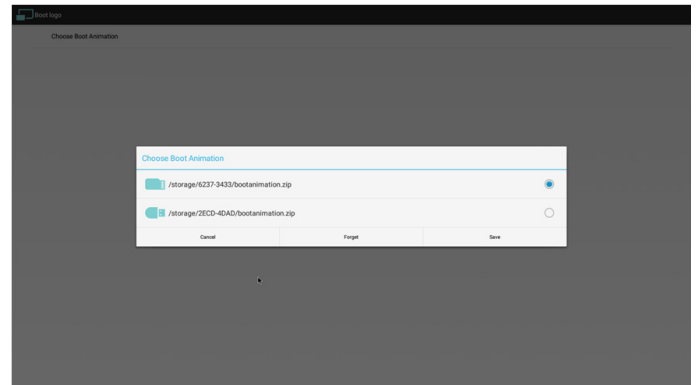 Boot logo
Choose Boot Animation
Choose Boot Animation
/storage/6237-3433/bootanimation.zip
/storage/2ECD-4DAD/bootanimation.zip
Cancel Forget Save